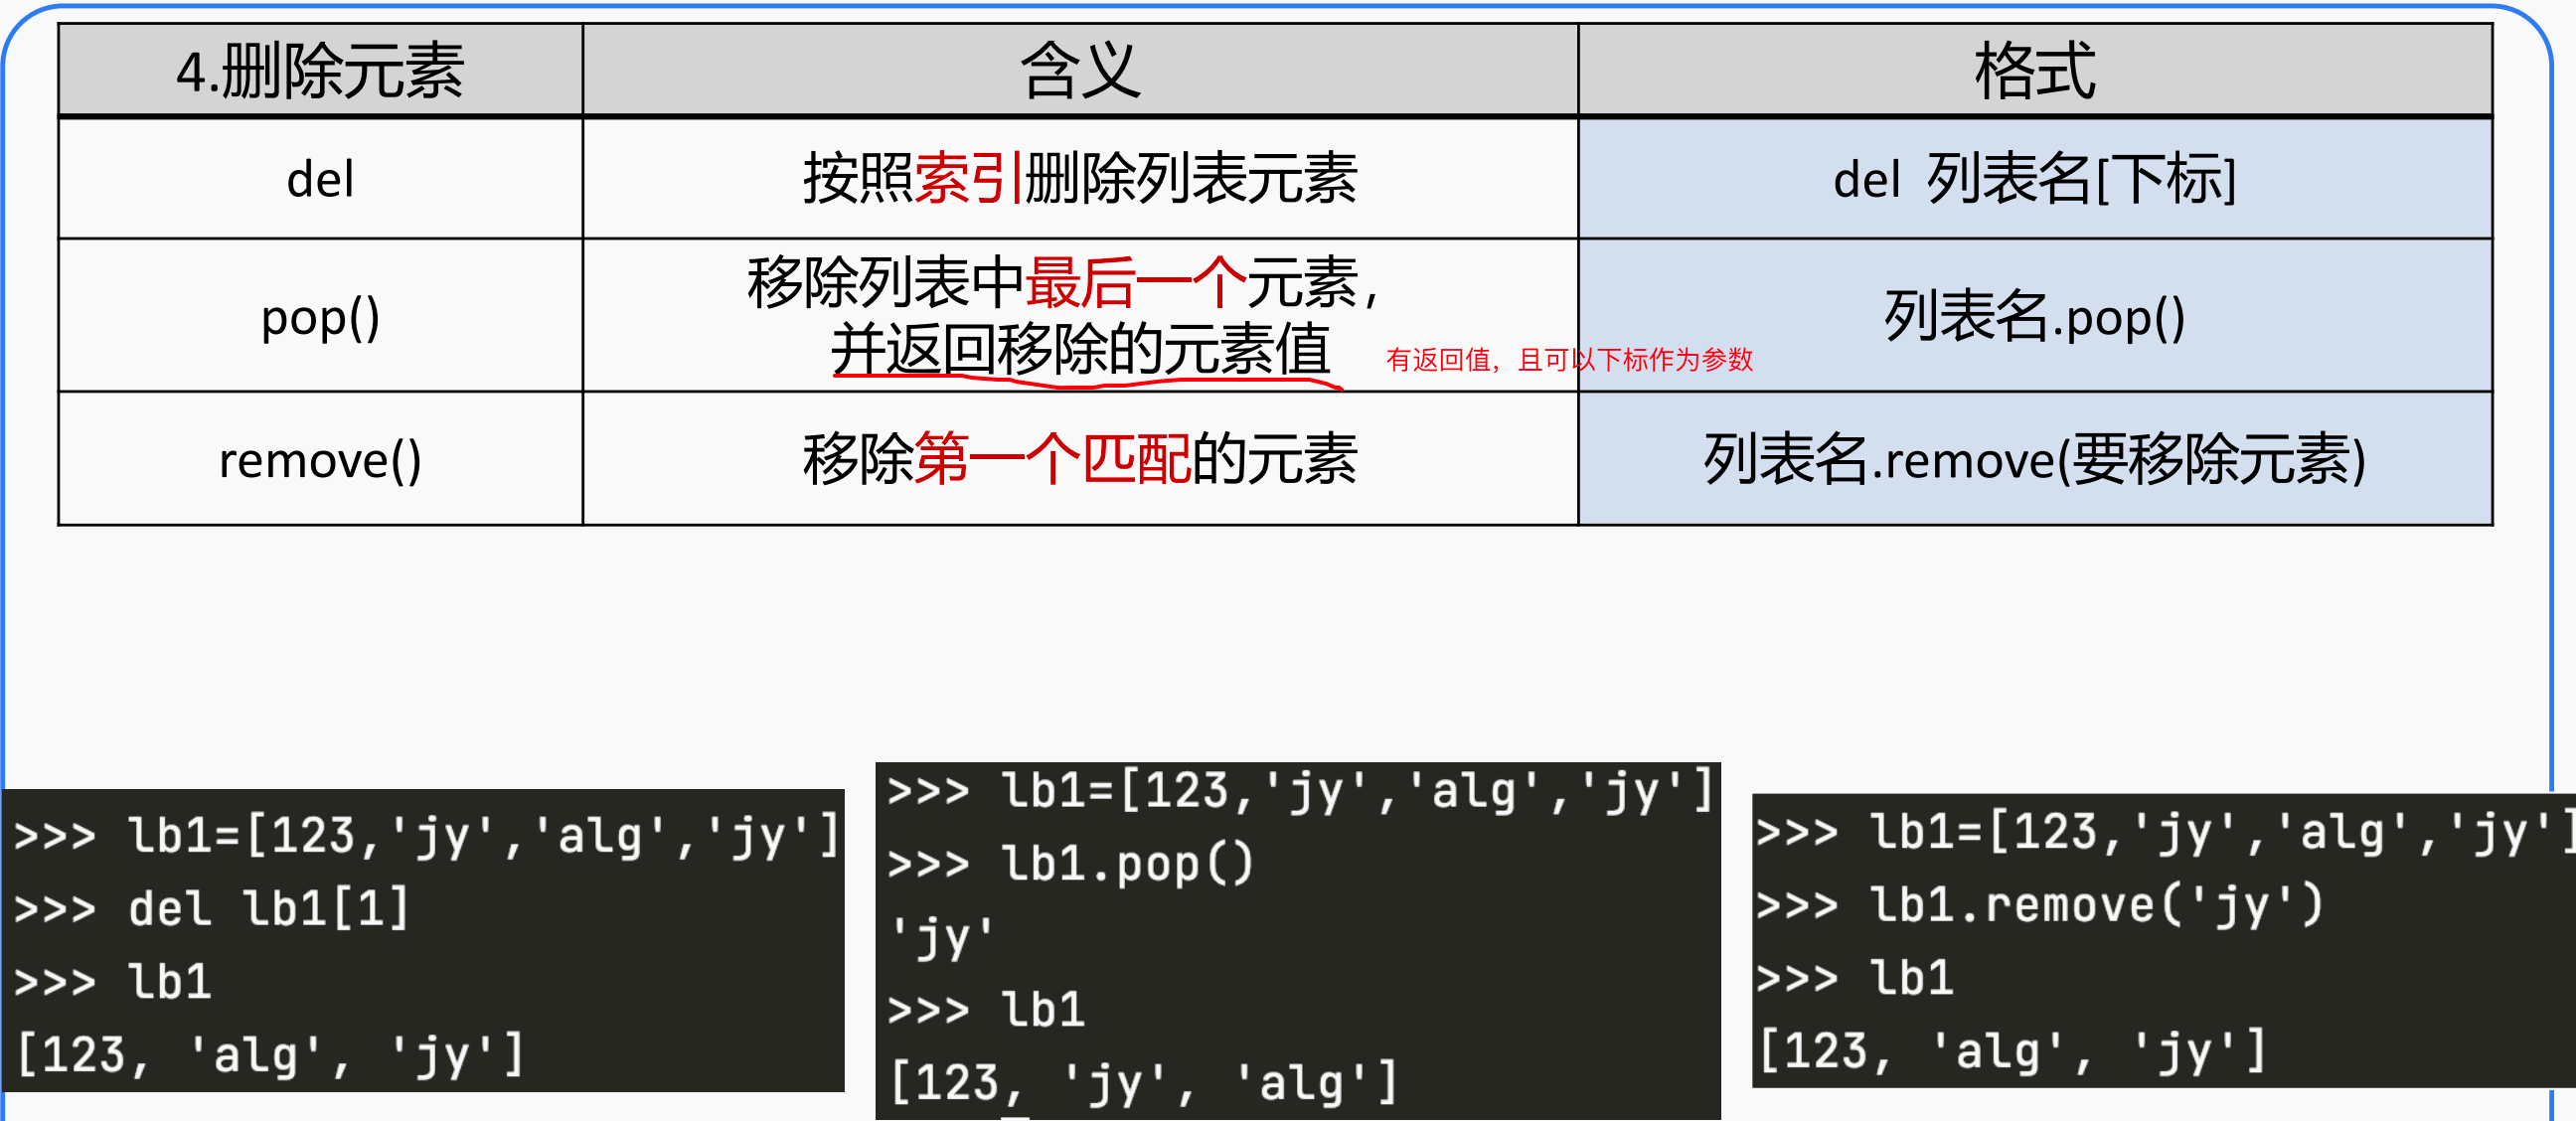 4.删除元素 含义 格式
del 按照索引删除列表元素 del 列表名[下标]
pop() 移除列表中最后一个元素，
并返回移除的元素值 列表名.pop()
有返回值，且可以下标作为参数
remove() 移除第一个匹配的元素 列表名.remove(要移除元素)
>>> lb1=[123,'jy','alg','jy']
>>> del lb1[1]
>>> lb1
[123, 'alg', 'jy']
>>> lb1=[123,'jy','alg','jy']
>>> lb1.pop()
'jy'
>>> lb1
[123, 'jy', 'alg']
>>> lb1=[123,'jy','alg','jy']
>>> lb1.remove('jy')
>>> lb1
[123, 'alg', 'jy']